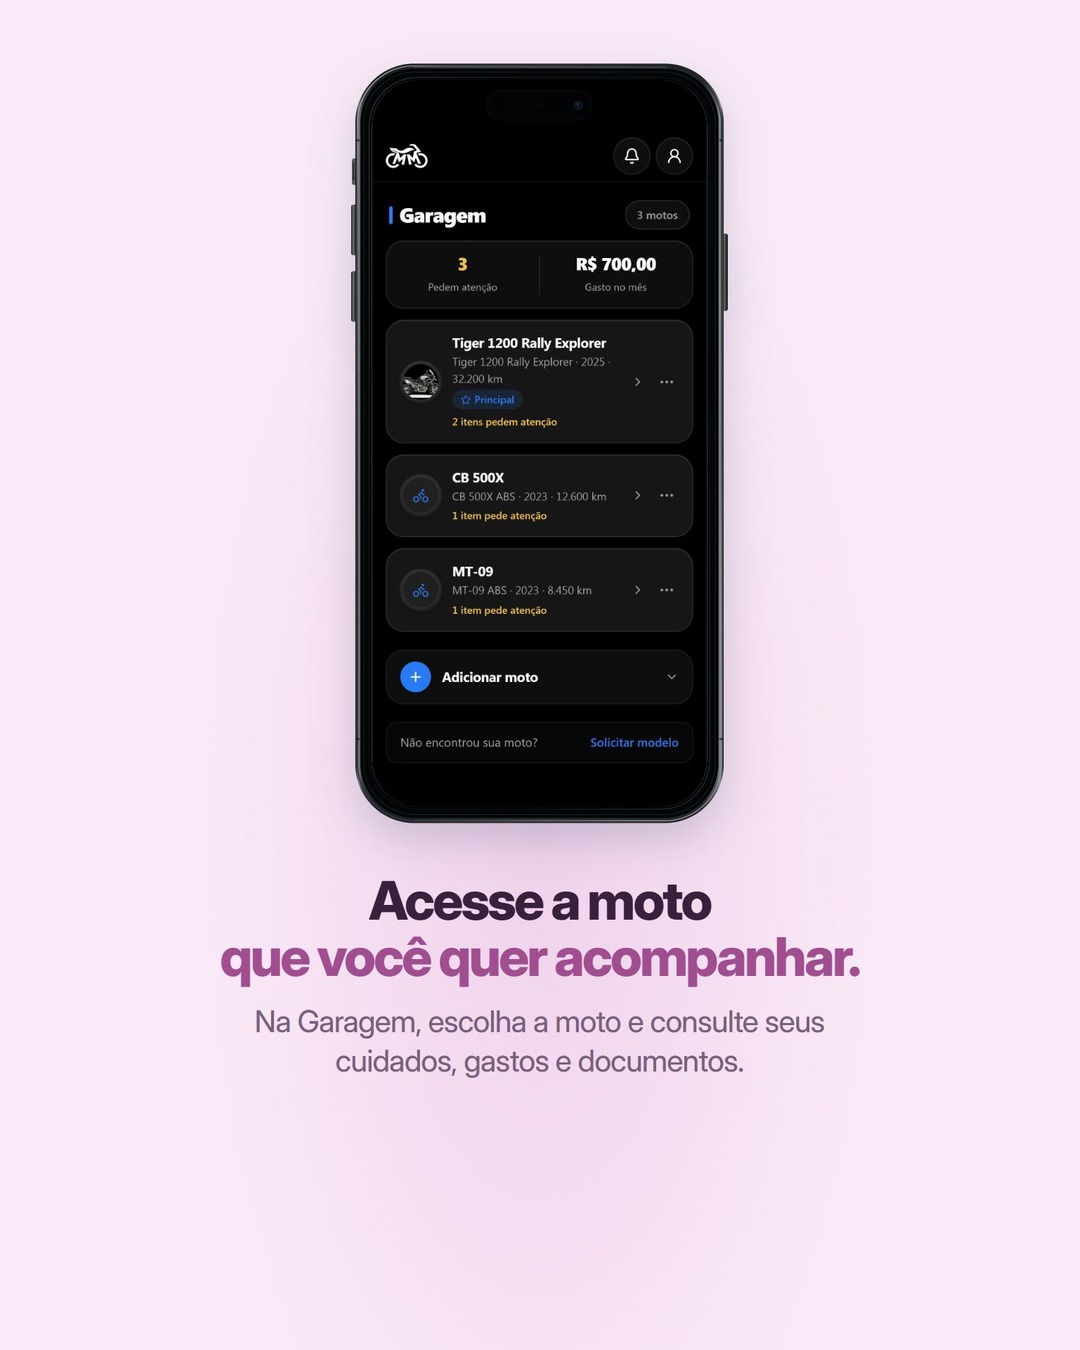 MM
Garagem
3 motos
3
Pedem atenção
R$ 700,00
Gasto no mês
Tiger 1200 Rally Explorer
Tiger 1200 Rally Explorer · 2025 ·
32.200 km
Principal
2 itens pedem atenção
CB 500X
CB 500X ABS · 2023 · 12.600 km
1 item pede atenção
MT-09
MT-09 ABS · 2023 · 8.450 km
1 item pede atenção
Adicionar moto
Não encontrou sua moto?
Solicitar modelo
Acesse a moto
que você quer acompanhar.
Na Garagem, escolha a moto e consulte seus
cuidados, gastos e documentos.